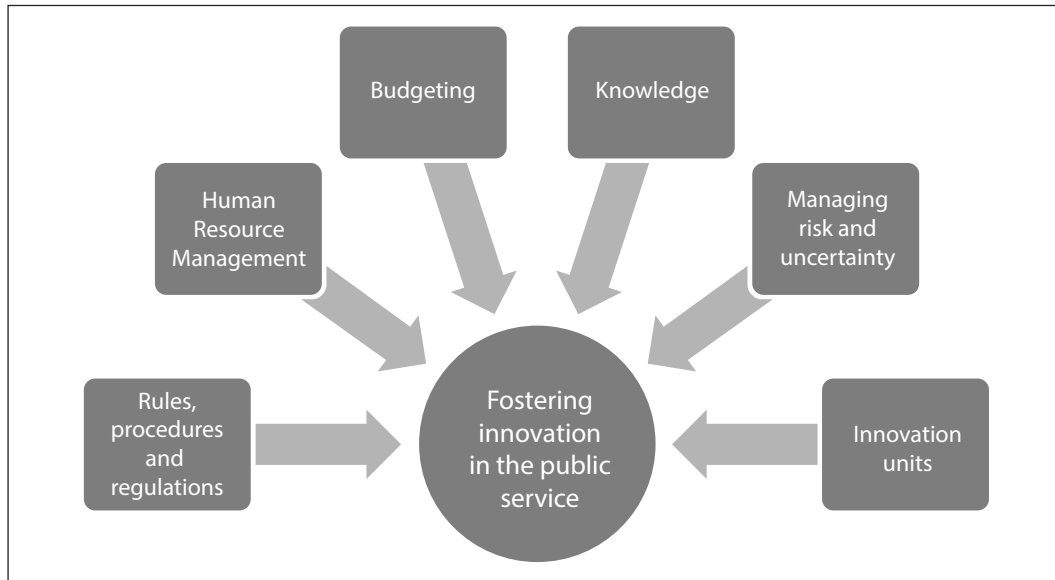 Budgeting
Knowledge
Human
Resource
Management
Managing
risk and
uncertainty
Rules,
procedures
and
regulations
Fostering
innovation
in the public
service
Innovation
units